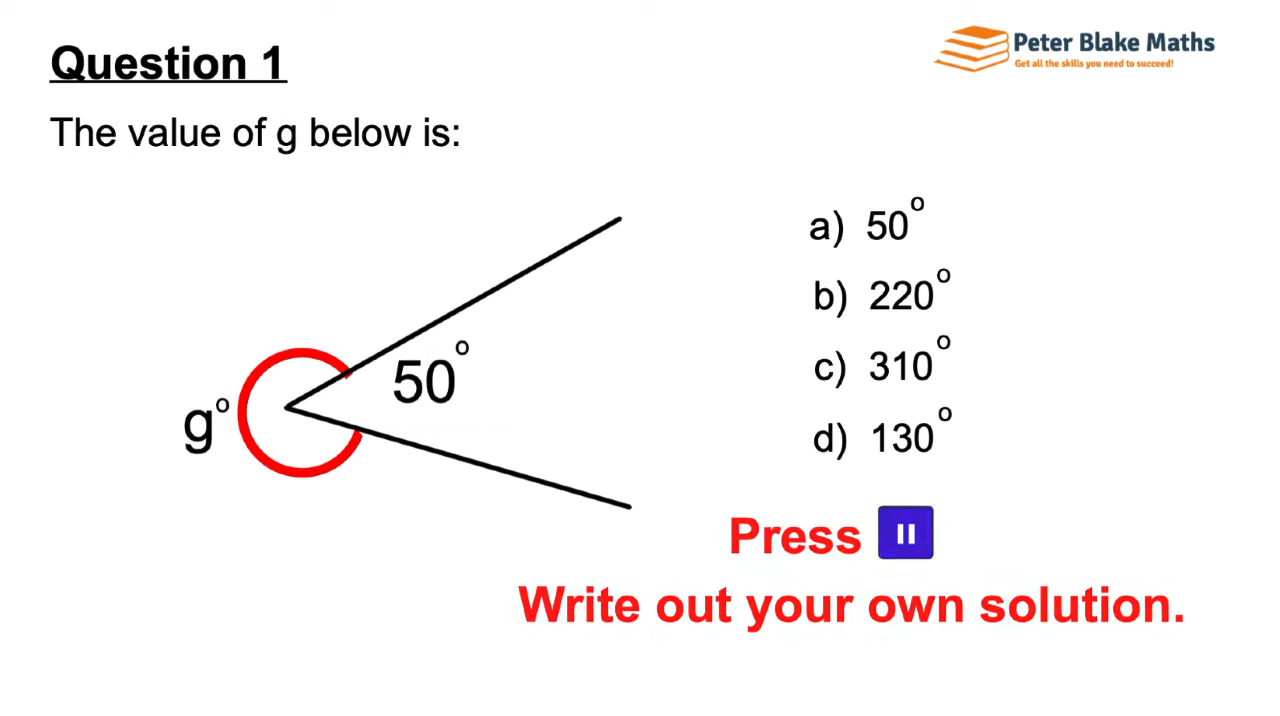 Question 1
Peter Blake Maths
Get all the skills you need to succeed!
The value of g below is:
a) 50°
b) 220°
c) 310°
d) 130°
50°
g°
Press
Write out your own solution.